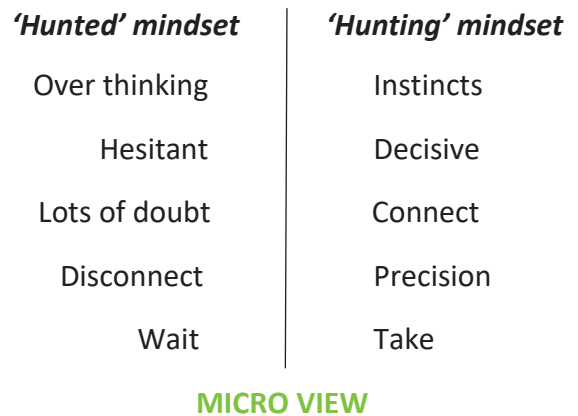 ‘Hunted’ mindset ‘Hunting’ mindset
Over thinking Instincts
Hesitant Decisive
Lots of doubt Connect
Disconnect Precision
Wait Take
MICRO VIEW